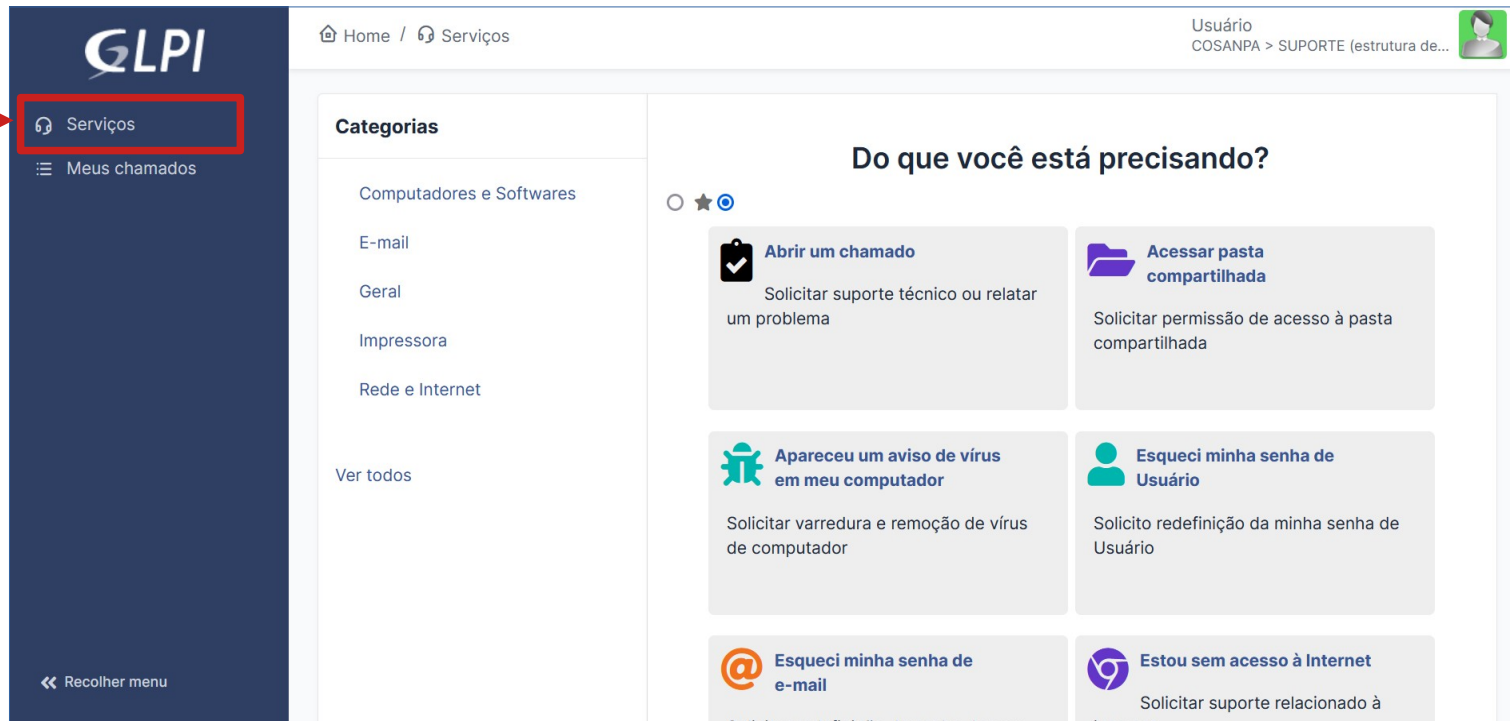 GLPI
Home / Serviços
Usuário
COSANPA > SUPORTE (estrutura de...
Serviços
Meus chamados
Recolher menu
Categorias
Computadores e Softwares
E-mail
Geral
Impressora
Rede e Internet
Ver todos
Do que você está precisando?
Abrir um chamado
Solicitar suporte técnico ou relatar
um problema
Acessar pasta
compartilhada
Solicitar permissão de acesso à pasta
compartilhada
Apareceu um aviso de vírus
em meu computador
Solicitar varredura e remoção de vírus
de computador
Esqueci minha senha de
Usuário
Solicito redefinição da minha senha de
Usuário
Esqueci minha senha de
e-mail
Estou sem acesso à Internet
Solicitar suporte relacionado à